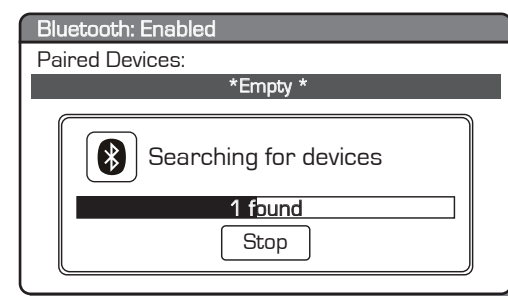 Bluetooth: Enabled
Paired Devices:
*Empty *
Searching for devices
1 found
Stop